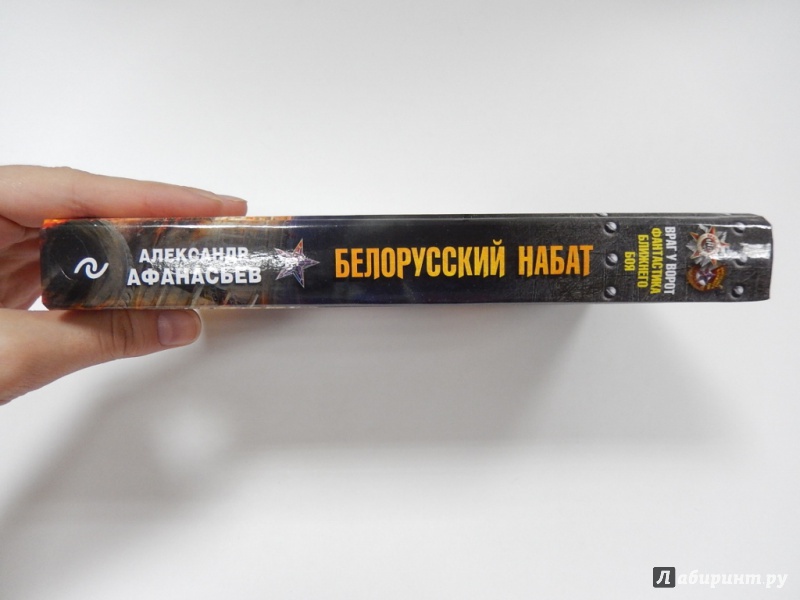 АЛЕКСАНДР
АФАНАСЬЕВ
БЕЛОРУССКИЙ НАБАТ
ВРАГ У ВОРОТ
ФАНТАСТИКА
БЛИЖНЕГО
БОЯ
Лабиринт.ру